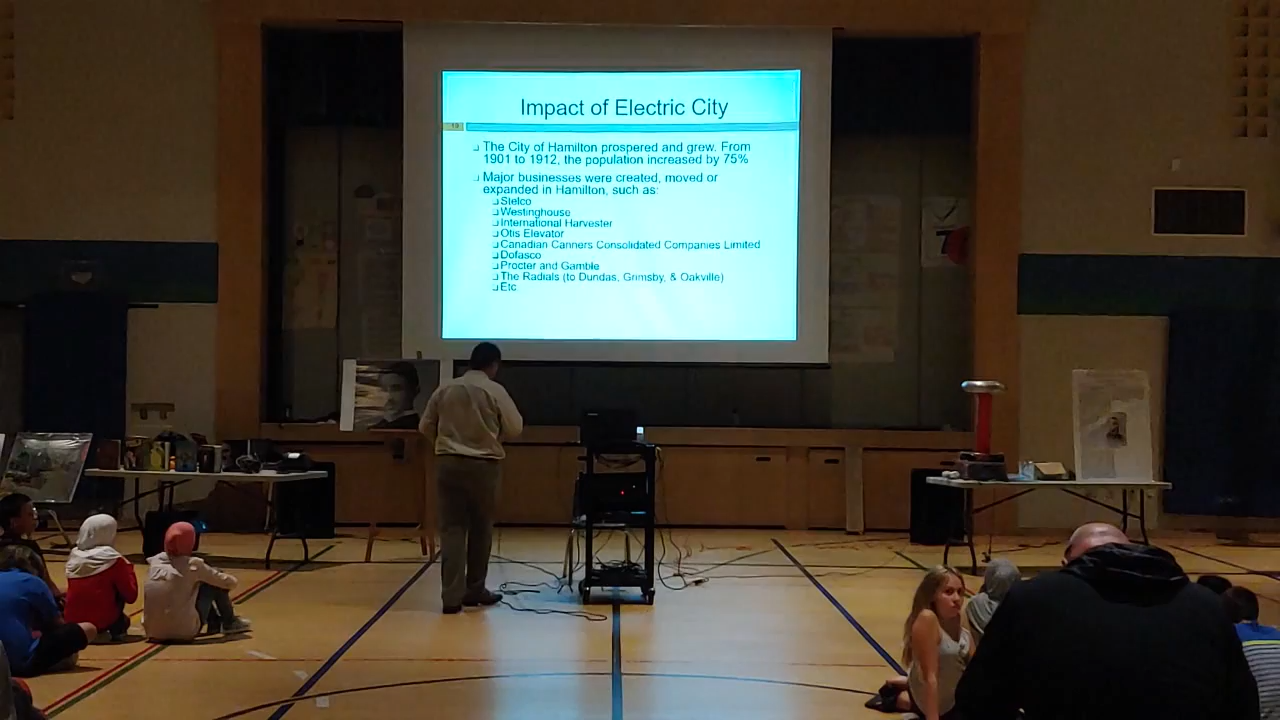 Impact of Electric City
19
❑ The City of Hamilton prospered and grew. From
1901 to 1912, the population increased by 75%
❑ Major businesses were created, moved or
expanded in Hamilton, such as:
❑ Stelco
❑ Westinghouse
❑ International Harvester
❑ Otis Elevator
❑ Canadian Canners Consolidated Companies Limited
❑ Dofasco
❑ Procter and Gamble
❑ The Radials (to Dundas, Grimsby, & Oakville)
❑ Etc